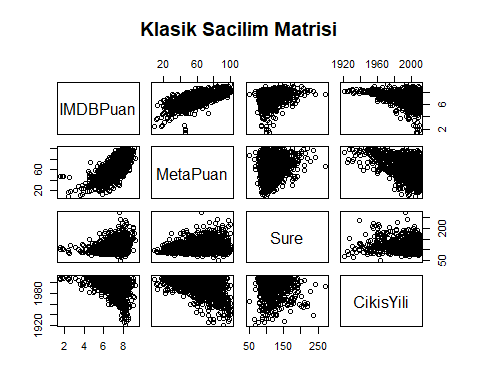 Klasik Sacilim Matrisi
20 60 100 1920 1960 2000
IMDBPuan
2 6
20 60
MetaPuan
Sure
50 200
1920 1980
CikisYili
2 4 6 8 50 150 250